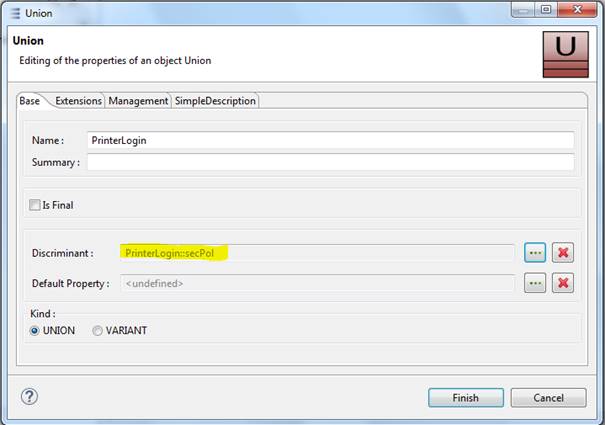 Union
Union
U
Editing of the properties of an object Union
Base Extensions Management SimpleDescription
Name : PrinterLogin
Summary :
Is Final
Discriminant : PrinterLogin::secPol ...
Default Property : <undefined> ...
Kind :
UNION VARIANT
? Finish Cancel